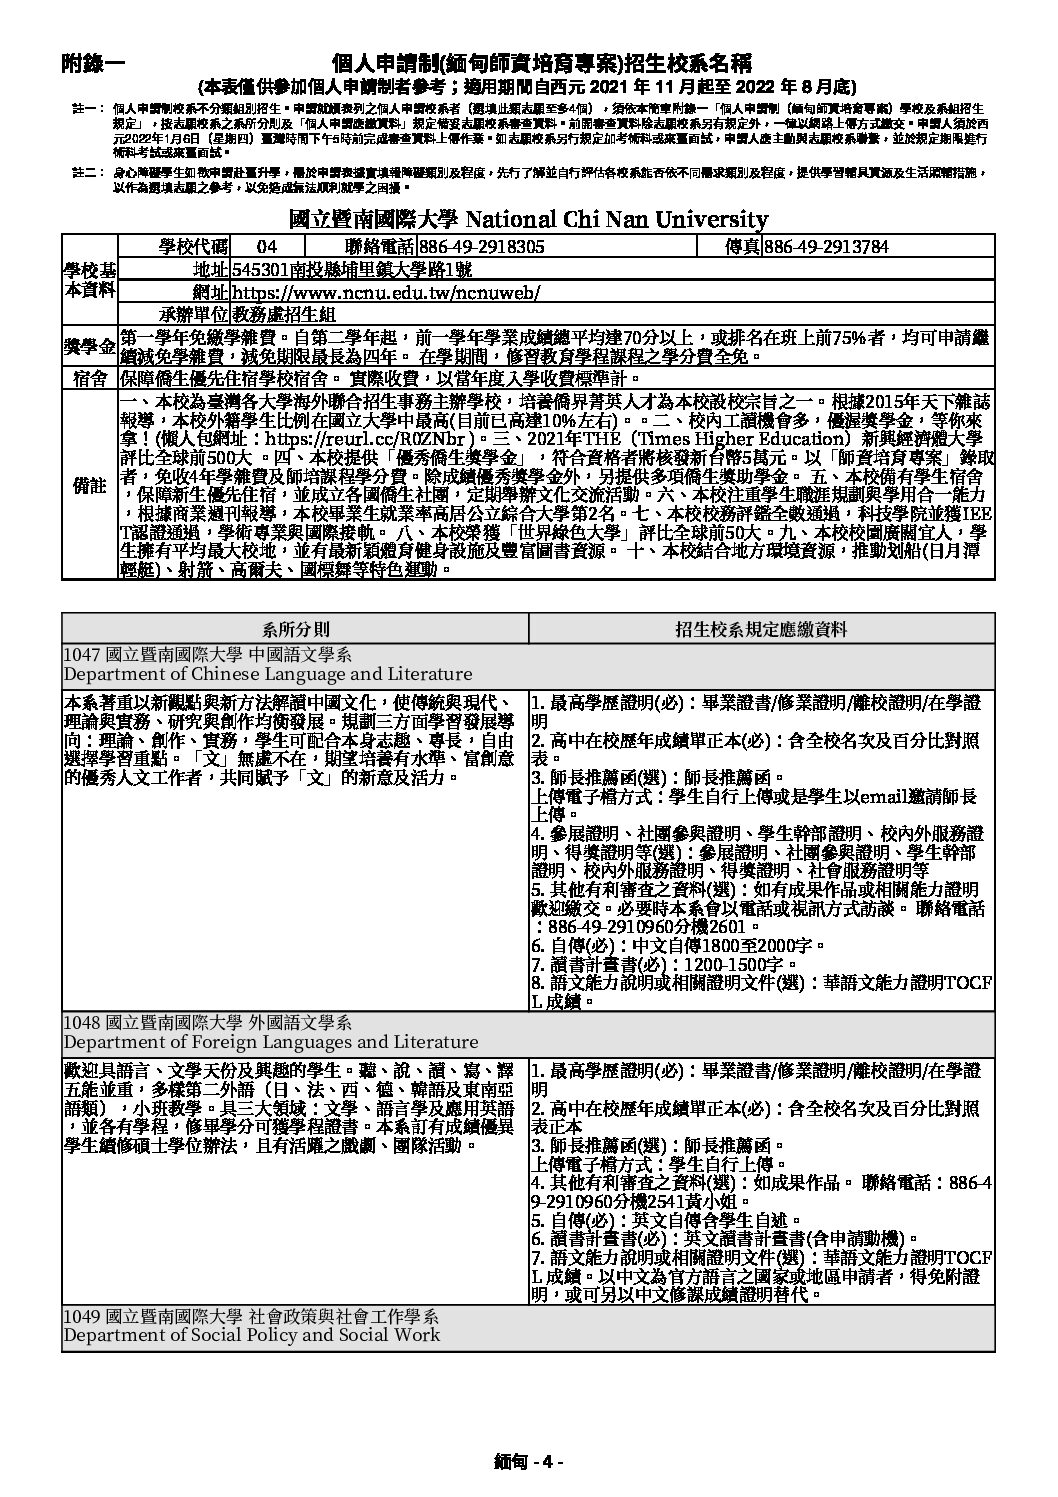 附錄一
個人申請制(緬甸師資培育專案)招生校系名稱
(本表僅供參加個人申請制者參考；適用期間自西元 2021 年 11 月起至 2022 年 8 月底)
註一： 個人申請制校系不分類組別招生。申請就讀表列之個人申請校系者（選填此類志願至多4個），須依本簡章附錄一「個人申請制（緬甸師資培育專案）學校及系組招生
規定」，按志願校系之系所分則及「個人申請應繳資料」規定備妥志願校系審查資料。前開審查資料除志願校系另有規定外，一律以網路上傳方式繳交。申請人須於西
元2022年1月6日（星期四）臺灣時間下午5時前完成審查資料上傳作業。如志願校系另行規定加考術科或來臺面試，申請人應主動與志願校系聯繫，並於規定期限進行
術科考試或來臺面試。
註二： 身心障礙學生如欲申請赴臺升學，需於申請表據實填報障礙類別及程度，先行了解並自行評估各校系能否依不同需求類別及程度，提供學習輔具資源及生活照輔措施，
以作為選填志願之參考，以免造成無法順利就學之困擾。
國立暨南國際大學 National Chi Nan University
學校基本資料
學校代碼 04 聯絡電話 886-49-2918305 傳真 886-49-2913784
地址 545301南投縣埔里鎮大學路1號
網址 https://www.ncnu.edu.tw/ncnuweb/
承辦單位 教務處招生組
獎學金
第一學年免繳學雜費。自第二學年起，前一學年學業成績總平均達70分以上，或排名在班上前75%者，均可申請繼
續減免學雜費，減免期限最長為四年。 在學期間，修習教育學程課程之學分費全免。
宿舍 保障僑生優先住宿學校宿舍。 實際收費，以當年度入學收費標準計。
備註
一、本校為臺灣各大學海外聯合招生事務主辦學校，培養僑界菁英人才為本校設校宗旨之一。根據2015年天下雜誌
報導，本校外籍學生比例在國立大學中最高(目前已高達10%左右)。。二、校內工讀機會多，優渥獎學金，等你來
拿！(懶人包網址：https://reurl.cc/R0ZNbr )。三、2021年THE（Times Higher Education）新興經濟體大學
評比全球前500大 。四、本校提供「優秀僑生獎學金」，符合資格者將核發新台幣5萬元。以「師資培育專案」錄取
者，免收4年學雜費及師培課程學分費。除成績優秀獎學金外，另提供多項僑生獎助學金。 五、本校備有學生宿舍
，保障新生優先住宿，並成立各國僑生社團，定期舉辦文化交流活動。六、本校注重學生職涯規劃與學用合一能力
，根據商業週刊報導，本校畢業生就業率高居公立綜合大學第2名。七、本校校務評鑑全數通過，科技學院並獲IEE
T認證通過，學術專業與國際接軌。 八、本校榮獲「世界綠色大學」評比全球前50大。九、本校校園廣闊宜人，學
生擁有平均最大校地，並有最新穎體育健身設施及豐富圖書資源。 十、本校結合地方環境資源，推動划船(日月潭
輕艇)、射箭、高爾夫、國標舞等特色運動。
系所分則 招生校系規定應繳資料
1047 國立暨南國際大學 中國語文學系
Department of Chinese Language and Literature
本系著重以新觀點與新方法解讀中國文化，使傳統與現代、
理論與實務、研究與創作均衡發展。規劃三方面學習發展導
向：理論、創作、實務，學生可配合本身志趣、專長，自由
選擇學習重點。「文」無處不在，期望培養有水準、富創意
的優秀人文工作者，共同賦予「文」的新意及活力。
1. 最高學歷證明(必)：畢業證書/修業證明/離校證明/在學證
明
2. 高中在校歷年成績單正本(必)：含全校名次及百分比對照
表。
3. 師長推薦函(選)：師長推薦函。
上傳電子檔方式：學生自行上傳或是學生以email邀請師長
上傳。
4. 參展證明、社團參與證明、學生幹部證明、校內外服務證
明、得獎證明等(選)：參展證明、社團參與證明、學生幹部
證明、校內外服務證明、得獎證明、社會服務證明等
5. 其他有利審查之資料(選)：如有成果作品或相關能力證明
歡迎繳交。必要時本系會以電話或視訊方式訪談。 聯絡電話
：886-49-2910960分機2601。
6. 自傳(必)：中文自傳1800至2000字。
7. 讀書計畫書(必)：1200-1500字。
8. 語文能力說明或相關證明文件(選)：華語文能力證明TOCF
L 成績。
1048 國立暨南國際大學 外國語文學系
Department of Foreign Languages and Literature
歡迎具語言、文學天份及興趣的學生。聽、說、讀、寫、譯
五能並重，多樣第二外語（日、法、西、德、韓語及東南亞
語類），小班教學。具三大領域：文學、語言學及應用英語
，並各有學程，修畢學分可獲學程證書。本系訂有成績優異
學生續修碩士學位辦法，且有活躍之戲劇、團隊活動。
1. 最高學歷證明(必)：畢業證書/修業證明/離校證明/在學證
明
2. 高中在校歷年成績單正本(必)：含全校名次及百分比對照
表正本
3. 師長推薦函(選)：師長推薦函。
上傳電子檔方式：學生自行上傳。
4. 其他有利審查之資料(選)：如成果作品。 聯絡電話：886-4
9-2910960分機2541黃小姐。
5. 自傳(必)：英文自傳含學生自述。
6. 讀書計畫書(必)：英文讀書計畫書(含申請動機)。
7. 語文能力說明或相關證明文件(選)：華語文能力證明TOCF
L 成績。以中文為官方語言之國家或地區申請者，得免附證
明，或可另以中文修課成績證明替代。
1049 國立暨南國際大學 社會政策與社會工作學系
Department of Social Policy and Social Work
緬甸 - 4 -